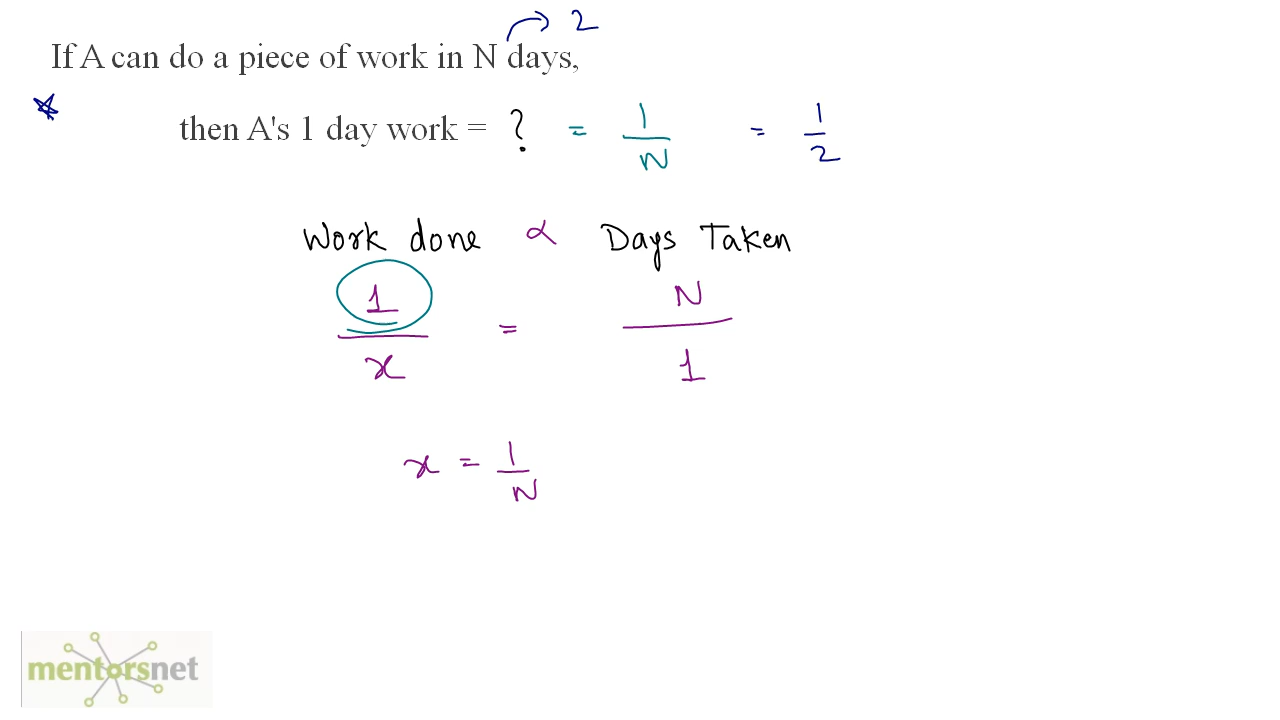 2
If A can do a piece of work in N days,
then A's 1 day work = ? = 1/N = 1/2
Work done ∝ Days Taken
1/x = N/1
x = 1/N
mentorsnet